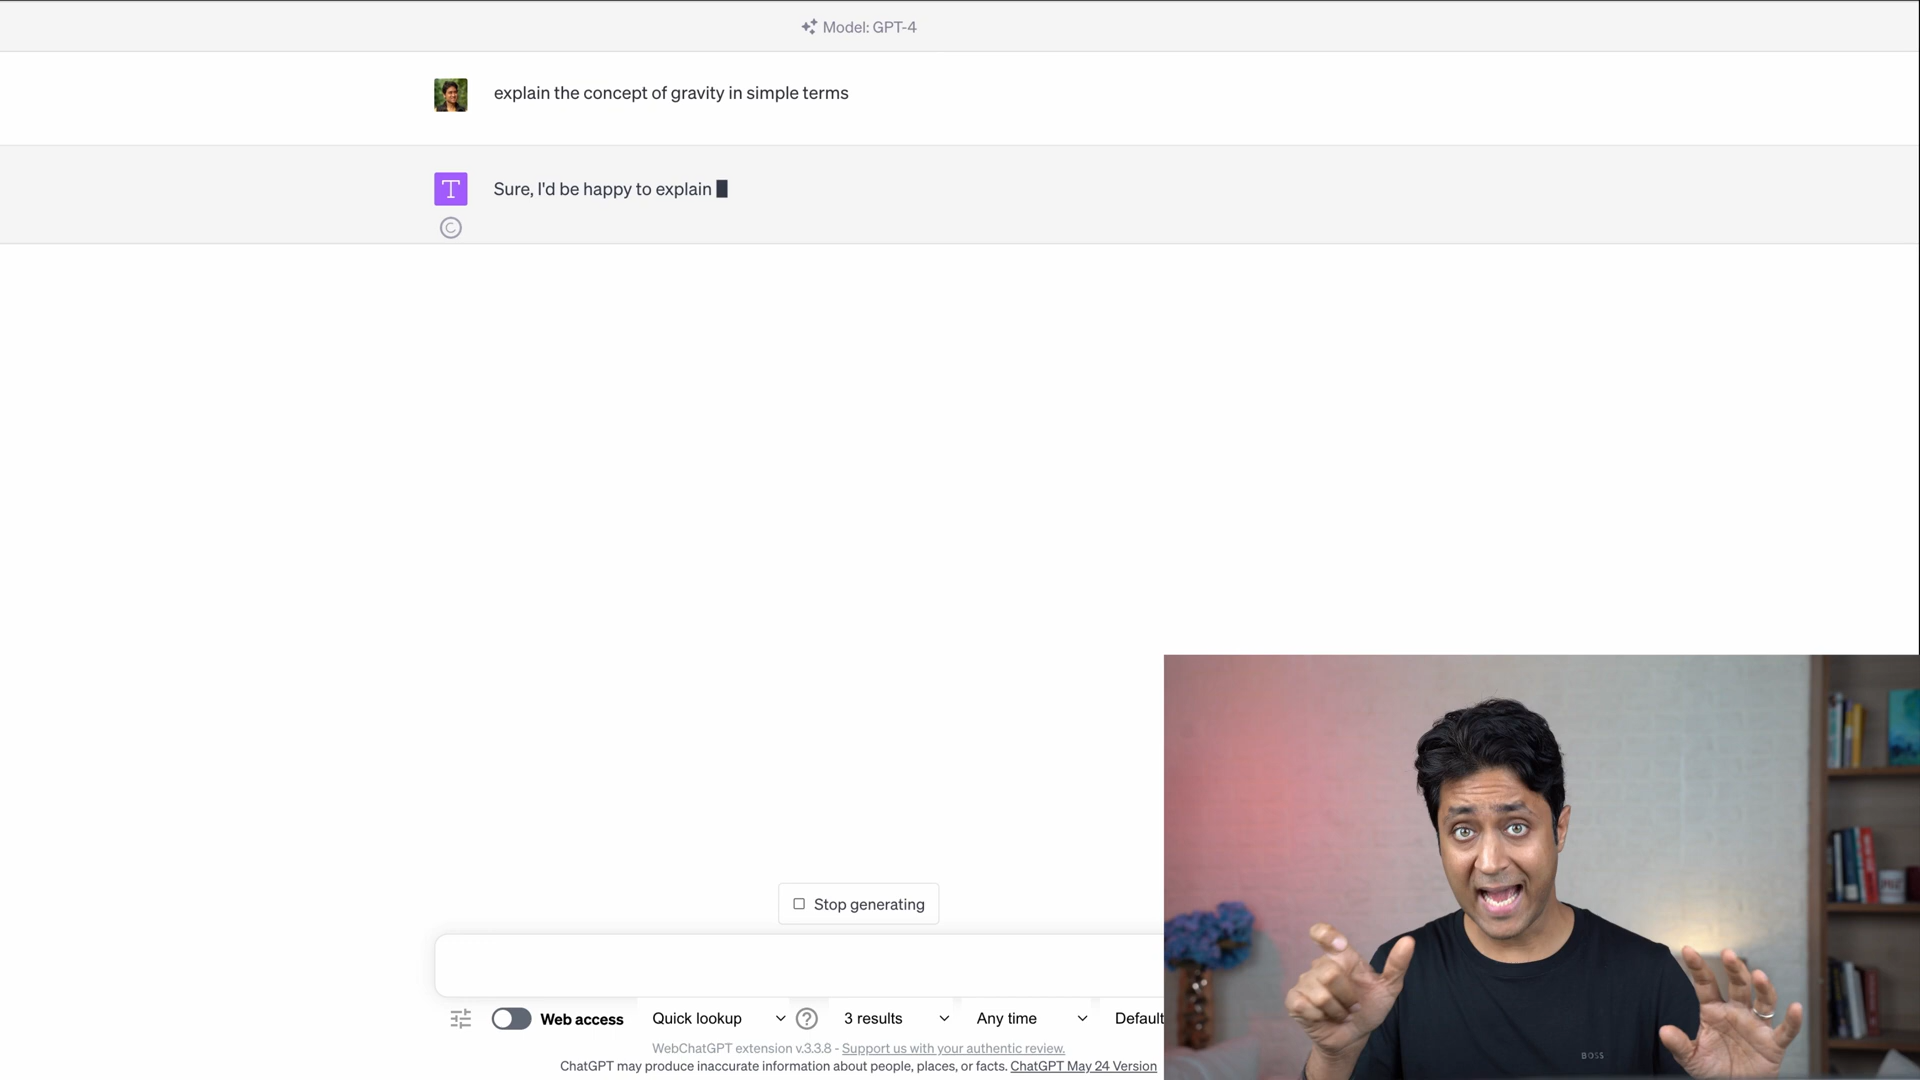 Model: GPT-4
explain the concept of gravity in simple terms
T
Sure, I'd be happy to explain
C
Stop generating
Web access
Quick lookup
?
3 results
Any time
Default
WebChatGPT extension v.3.3.8 - Support us with your authentic review.
ChatGPT may produce inaccurate information about people, places, or facts. ChatGPT May 24 Version
BOSS